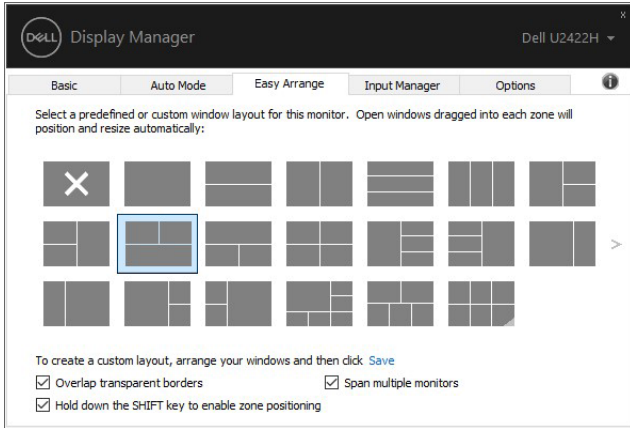 x
DELL Display Manager Dell U2422H
Basic Auto Mode Easy Arrange Input Manager Options i
Select a predefined or custom window layout for this monitor. Open windows dragged into each zone will
position and resize automatically:
>
To create a custom layout, arrange your windows and then click Save
Overlap transparent borders Span multiple monitors
Hold down the SHIFT key to enable zone positioning